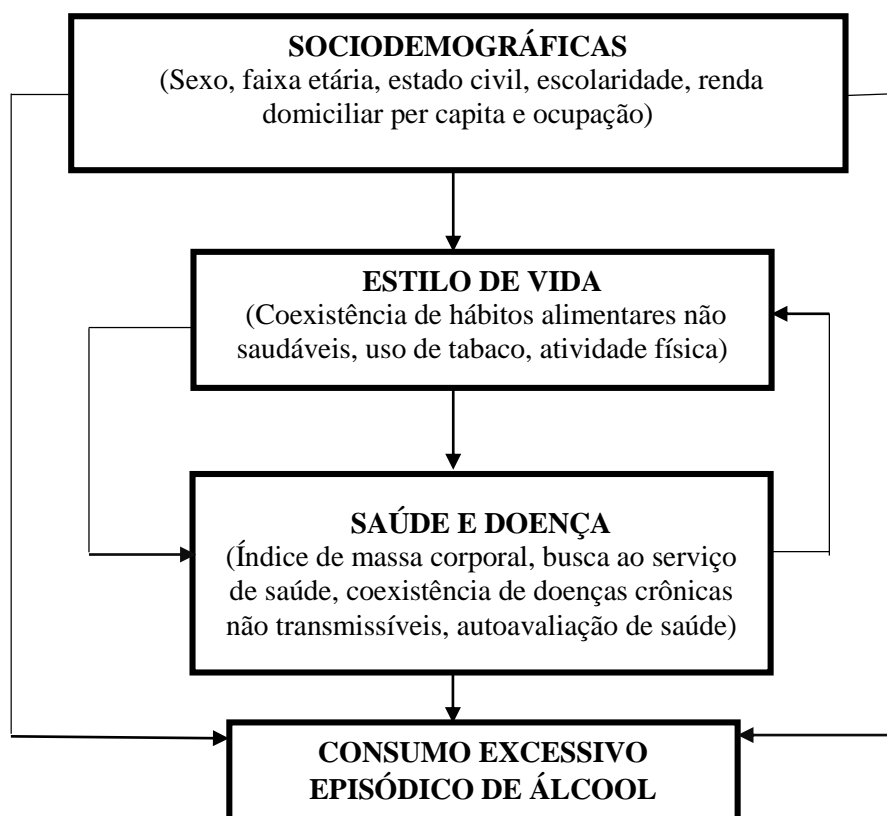 SOCIODEMOGRÁFICAS
(Sexo, faixa etária, estado civil, escolaridade, renda
domiciliar per capita e ocupação)
ESTILO DE VIDA
(Coexistência de hábitos alimentares não
saudáveis, uso de tabaco, atividade física)
SAÚDE E DOENÇA
(Índice de massa corporal, busca ao serviço
de saúde, coexistência de doenças crônicas
não transmissíveis, autoavaliação de saúde)
CONSUMO EXCESSIVO
EPISÓDICO DE ÁLCOOL